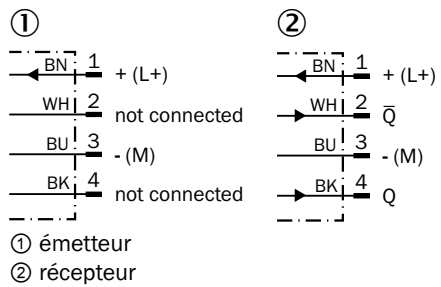 ① ②
BN 1 + (L+)
WH 2 not connected
BU 3 - (M)
BK 4 not connected
BN 1 + (L+)
WH 2 Q̅
BU 3 - (M)
BK 4 Q
① émetteur
② récepteur